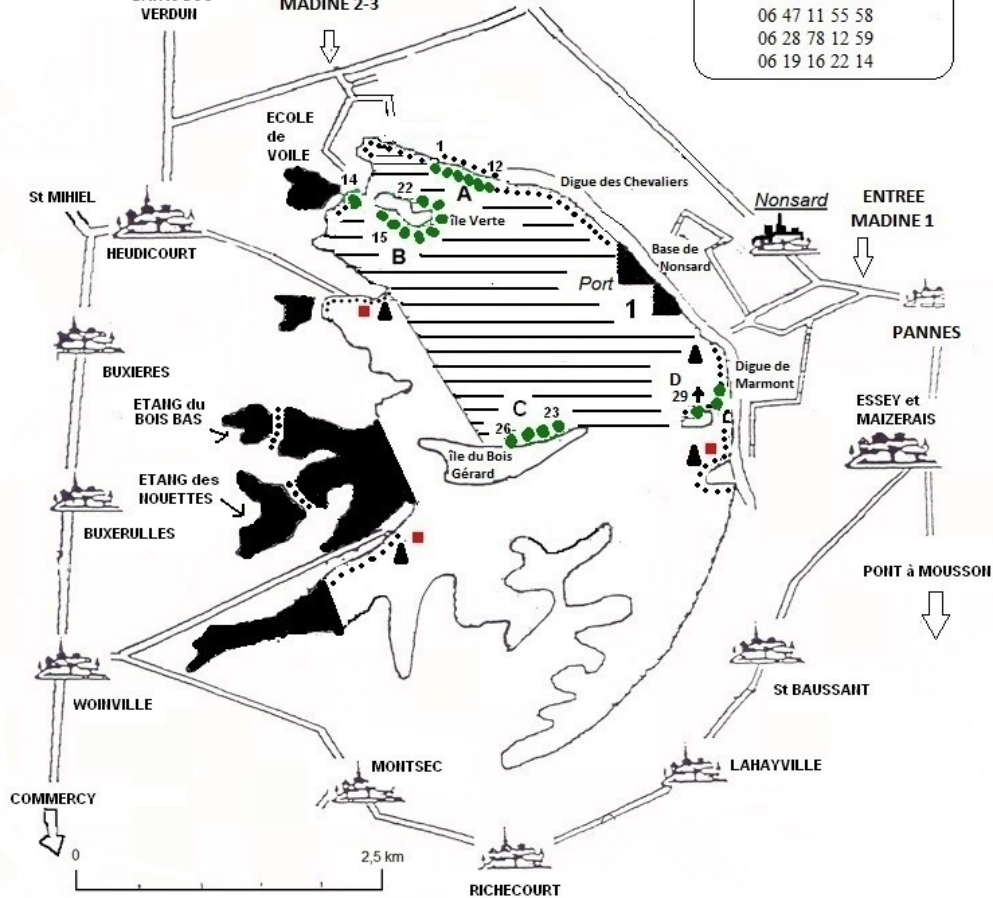 VERDUN
MADINE 2-3
06 47 11 55 58
06 28 78 12 59
06 19 16 22 14
ECOLE
de
VOILE
1
12
A
Digue des Chevaliers
14
22
île Verte
15
B
St MIHIEL
HEUDICOURT
Nonsard
ENTREE
MADINE 1
Base de
Nonsard
Port
1
PANNES
BUXIERES
D
29
Digue de
Marmont
ETANG du
BOIS BAS
C
23
26
île du Bois
Gérard
ESSEY et
MAIZERAIS
ETANG des
NOUETTES
BUXERULLES
PONT à MOUSSON
WOINVILLE
St BAUSSANT
MONTSEC
LAHAYVILLE
COMMERCY
0
2,5 km
RICHECOURT